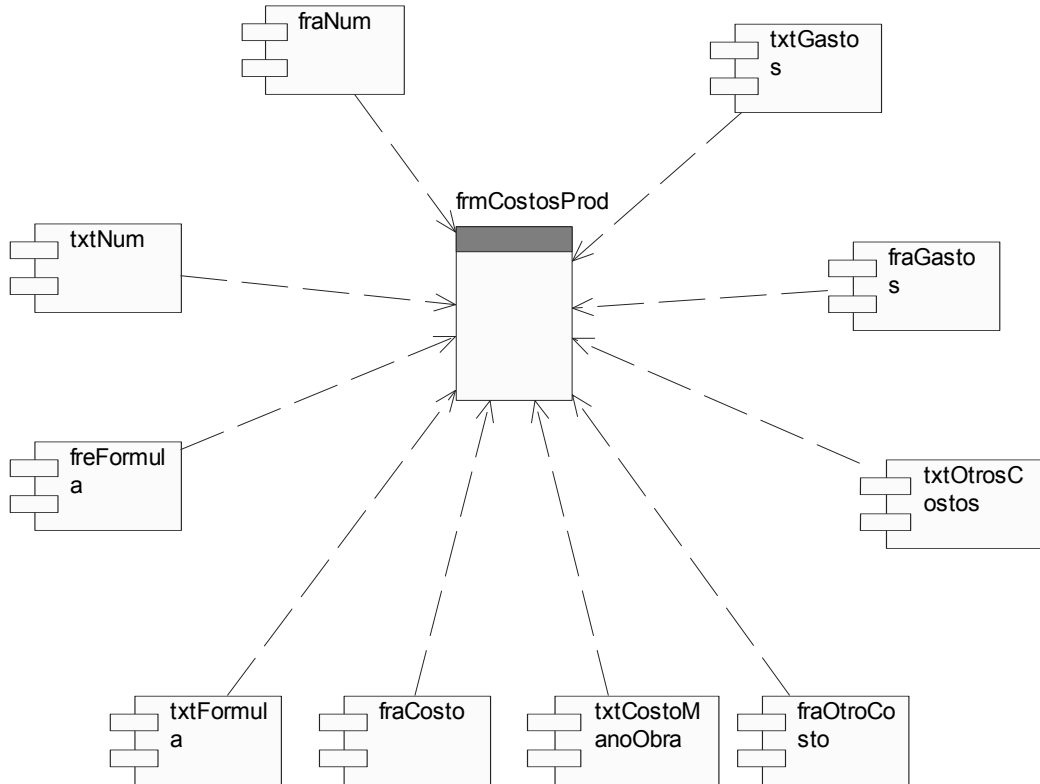 fraNum
txtGasto
s
frmCostosProd
txtNum
fraGasto
s
freFormul
a
txtOtrosC
ostos
txtFormul
a
fraCosto
txtCostoM
anoObra
fraOtroCo
sto